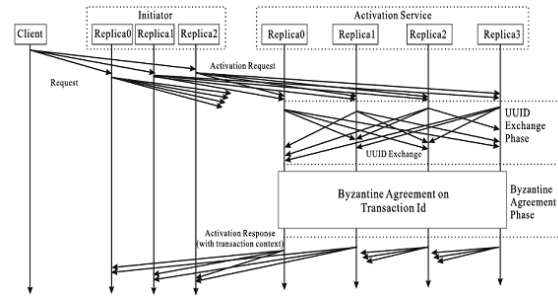 Initiator
Activation Service
Client
Replica0
Replica1
Replica2
Replica0
Replica1
Replica2
Replica3
Activation Request
Request
UUID
Exchange
Phase
UUID Exchange
Byzantine Agreement on
Transaction Id
Byzantine
Agreement
Phase
Activation Response
(with transaction context)